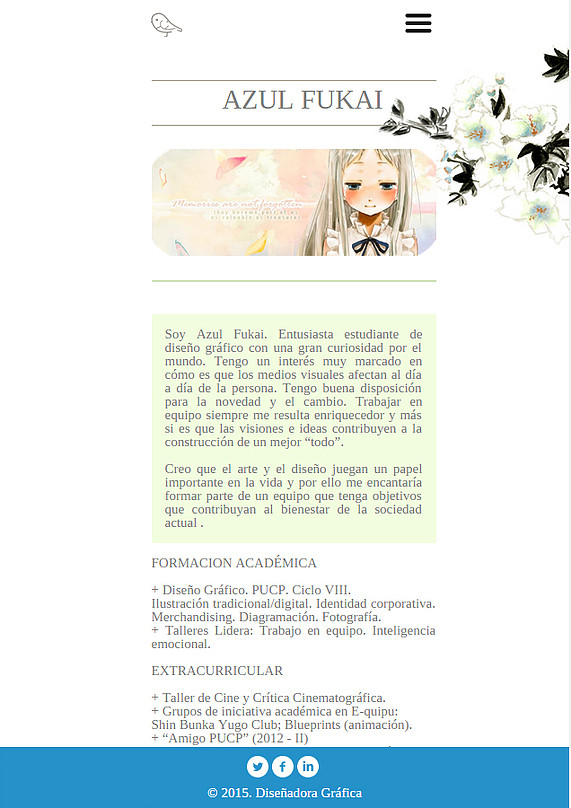 AZUL FUKAI
Memories are not forgotten
Soy Azul Fukai. Entusiasta estudiante de
diseño gráfico con una gran curiosidad por el
mundo. Tengo un interés muy marcado en
cómo es que los medios visuales afectan al día
a día de la persona. Tengo buena disposición
para la novedad y el cambio. Trabajar en
equipo siempre me resulta enriquecedor y más
si es que las visiones e ideas contribuyen a la
construcción de un mejor “todo”.
Creo que el arte y el diseño juegan un papel
importante en la vida y por ello me encantaría
formar parte de un equipo que tenga objetivos
que contribuyan al bienestar de la sociedad
actual .
FORMACION ACADÉMICA
+ Diseño Gráfico. PUCP. Ciclo VIII.
Ilustración tradicional/digital. Identidad corporativa.
Merchandising. Diagramación. Fotografía.
+ Talleres Lidera: Trabajo en equipo. Inteligencia
emocional.
EXTRACURRICULAR
+ Taller de Cine y Crítica Cinematográfica.
+ Grupos de iniciativa académica en E-quipu:
Shin Bunka Yugo Club; Blueprints (animación).
+ “Amigo PUCP” (2012 - II)
© 2015. Diseñadora Gráfica